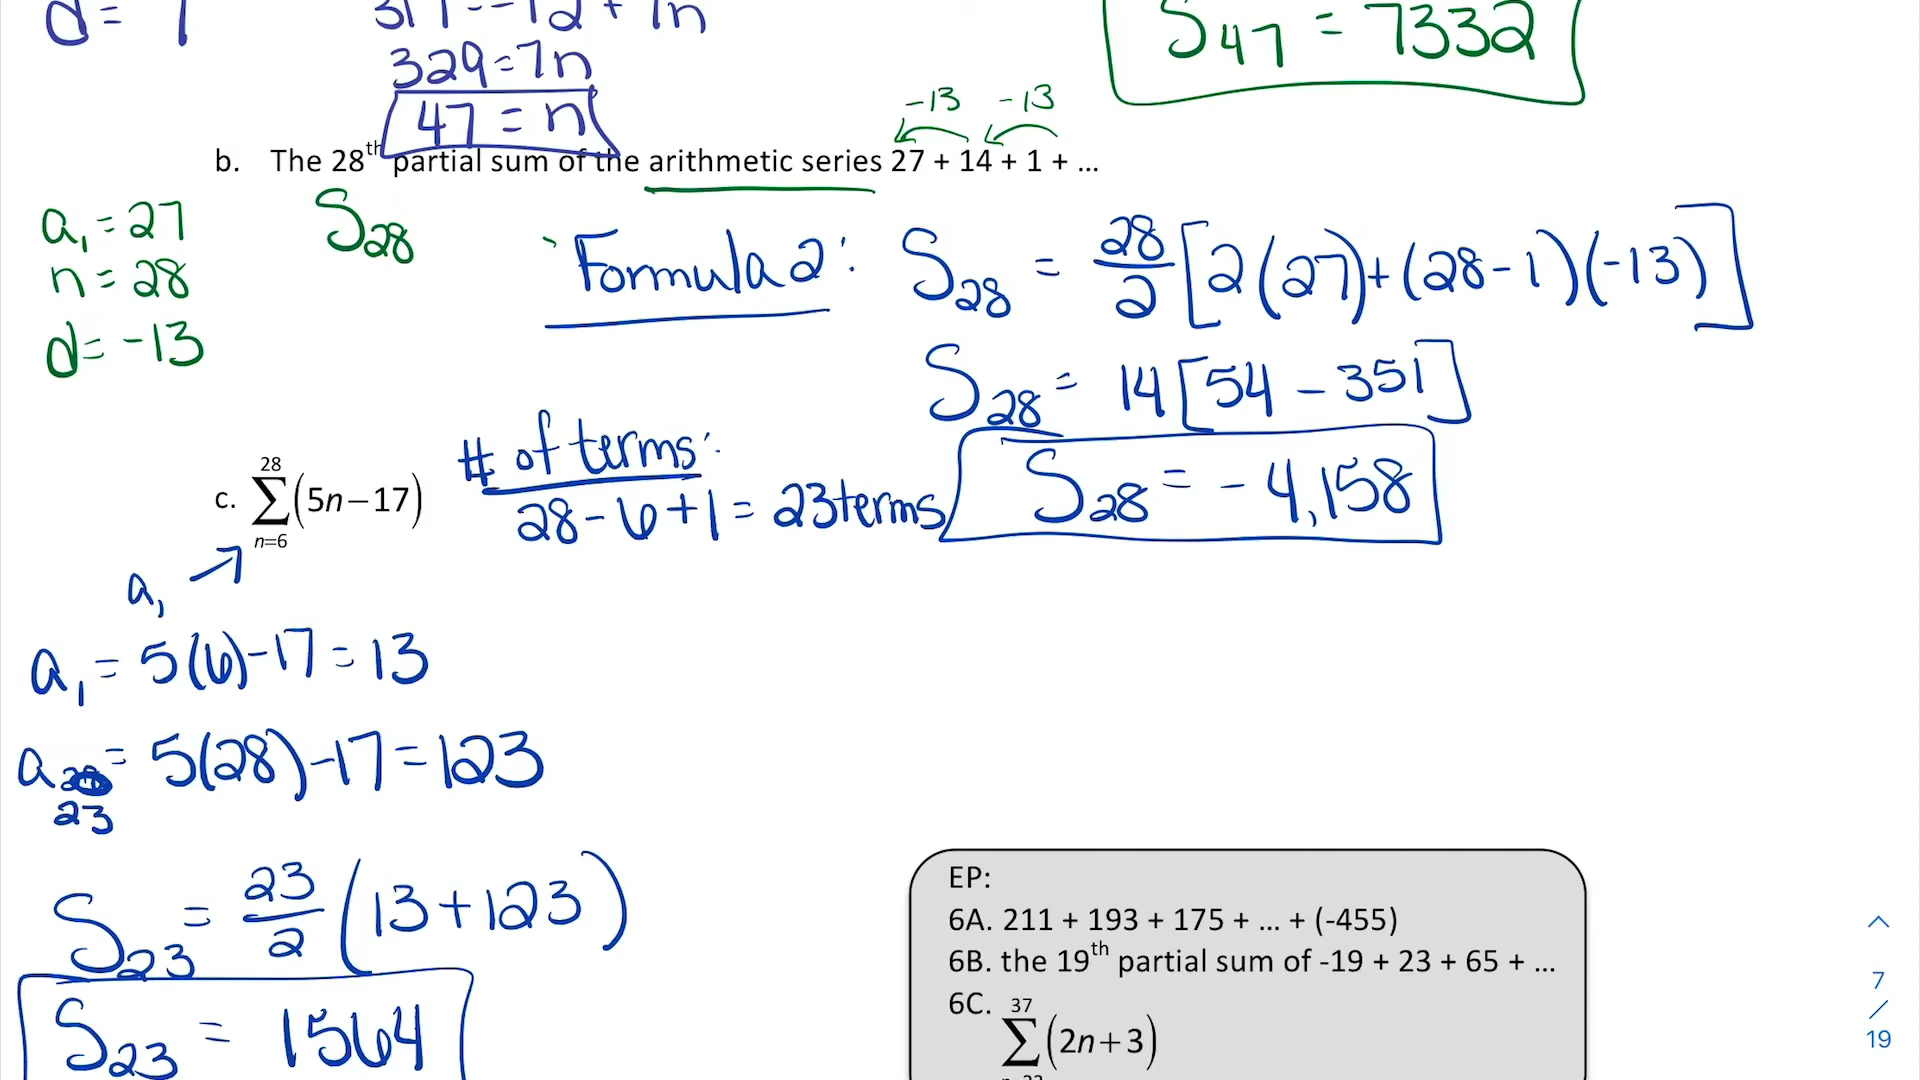 d = 7
317 = -12 + 7n
329 = 7n
47 = n
S47 = 7332
-13 -13
b. The 28th partial sum of the arithmetic series 27 + 14 + 1 + ...
a1 = 27
n = 28
d = -13
S28
Formula 2: S28 = 28/2 [2(27) + (28-1)(-13)]
S28 = 14[54 - 351]
S28 = -4,158
c. 28 ∑ n=6 (5n−17)
# of terms:
28 - 6 + 1 = 23 terms
a1
a1 = 5(6) - 17 = 13
a23 = 5(28) - 17 = 123
S23 = 23/2 (13 + 123)
S23 = 1564
EP:
6A. 211 + 193 + 175 + ... + (-455)
6B. the 19th partial sum of -19 + 23 + 65 + ...
6C. 37 ∑ (2n+3)
7
/
19